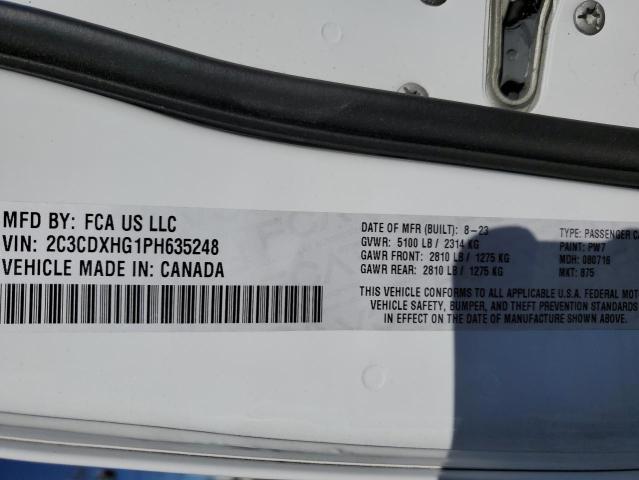 MFD BY: FCA US LLC
VIN: 2C3CDXHG1PH635248
VEHICLE MADE IN: CANADA
DATE OF MFR (BUILT): 8-23
GVWR: 5100 LB / 2314 KG
GAWR FRONT: 2810 LB / 1275 KG
GAWR REAR: 2810 LB / 1275 KG
TYPE: PASSENGER CA
PAINT: PW7
MDH: 080716
MKT: 875
THIS VEHICLE CONFORMS TO ALL APPLICABLE U.S.A. FEDERAL MOT
VEHICLE SAFETY, BUMPER, AND THEFT PREVENTION STANDARDS
IN EFFECT ON THE DATE OF MANUFACTURE SHOWN ABOVE.